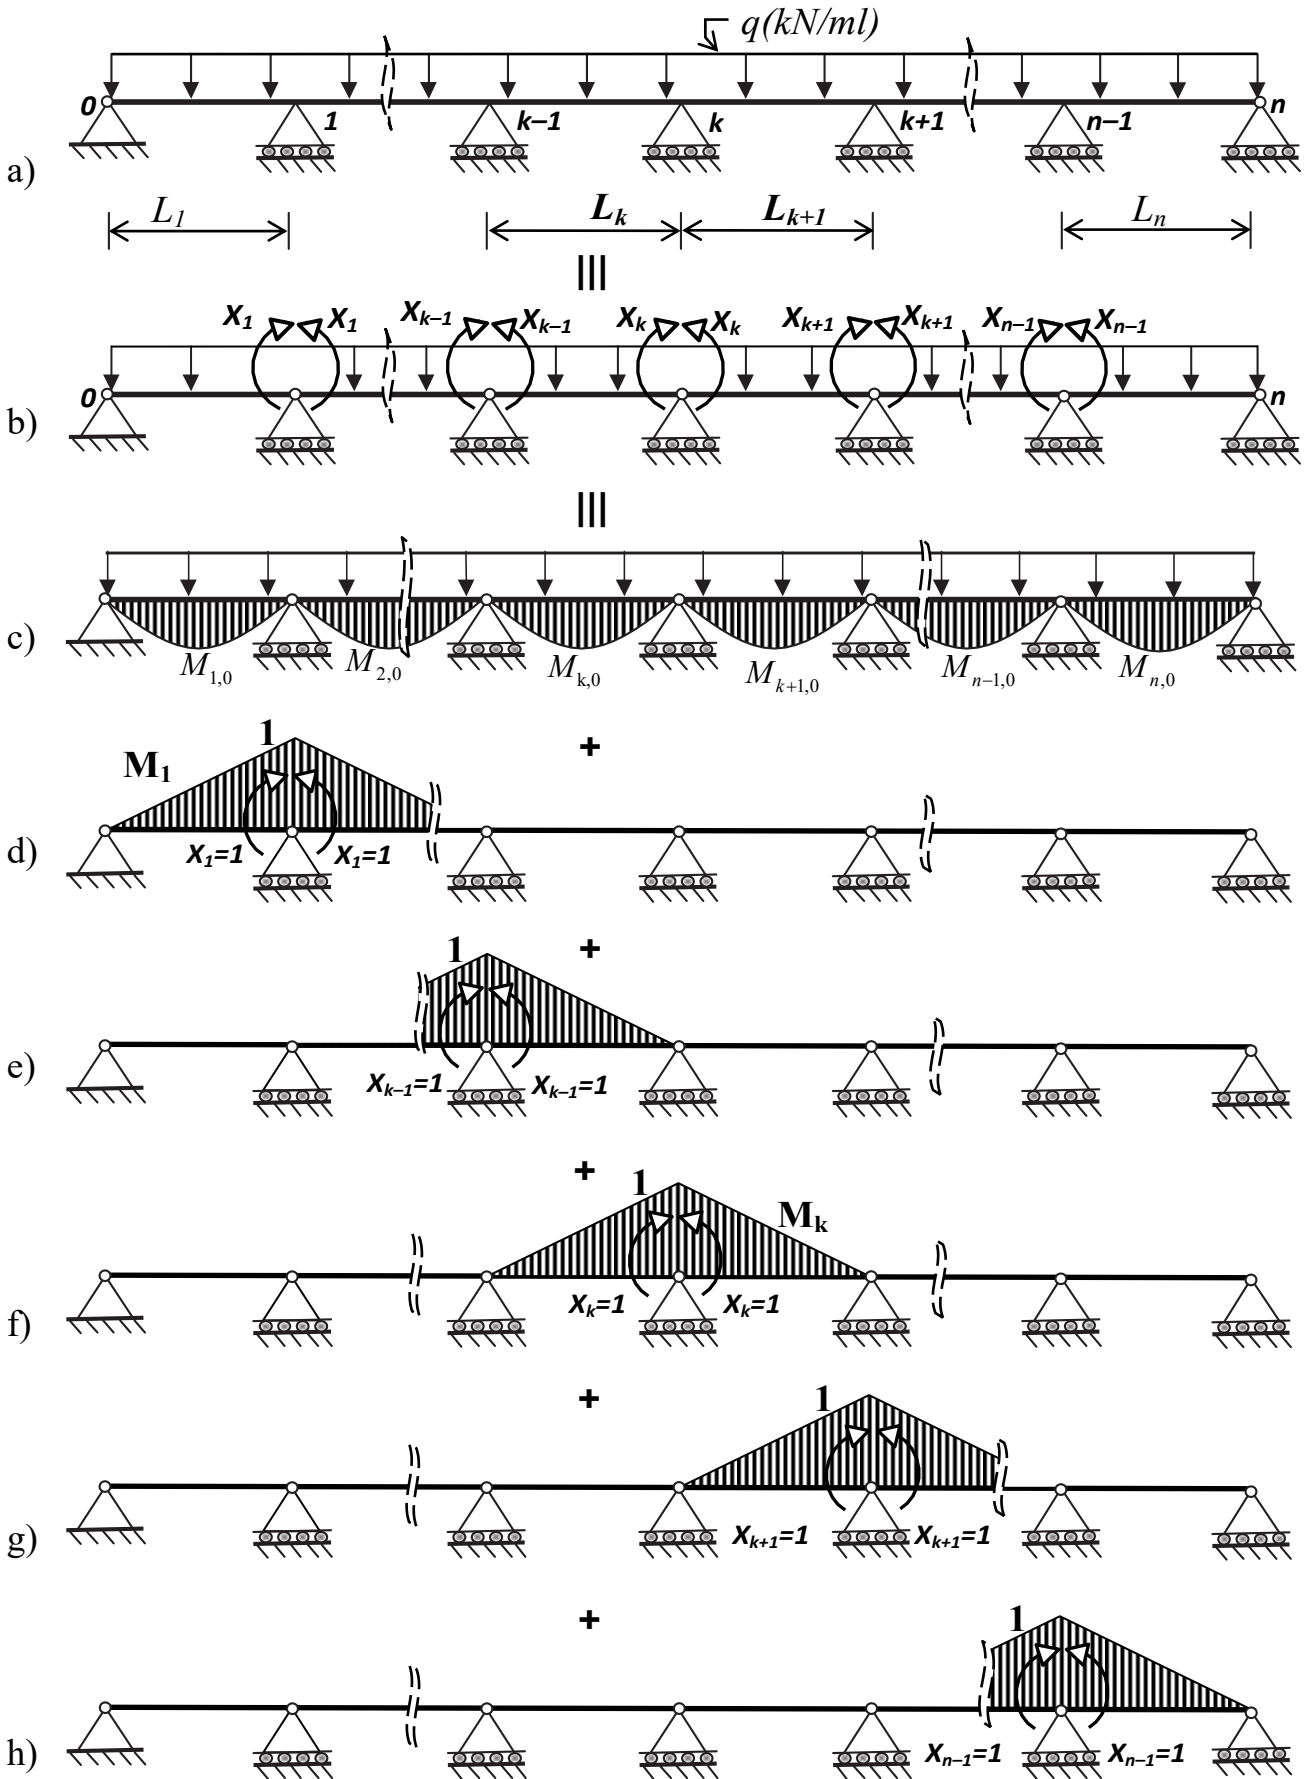 q(kN/ml)
0 1 k–1 k k+1 n–1 n
a)
L1 Lk Lk+1 Ln
X1 X1 Xk–1 Xk–1 Xk Xk Xk+1 Xk+1 Xn–1 Xn–1
0 n
b)
c)
M1,0 M2,0 Mk,0 Mk+1,0 Mn–1,0 Mn,0
1 +
M1
d)
X1=1 X1=1
1 +
e)
Xk–1=1 Xk–1=1
+ 1
Mk
Xk=1 Xk=1
f)
+ 1
g)
Xk+1=1 Xk+1=1
+ 1
h)
Xn–1=1 Xn–1=1